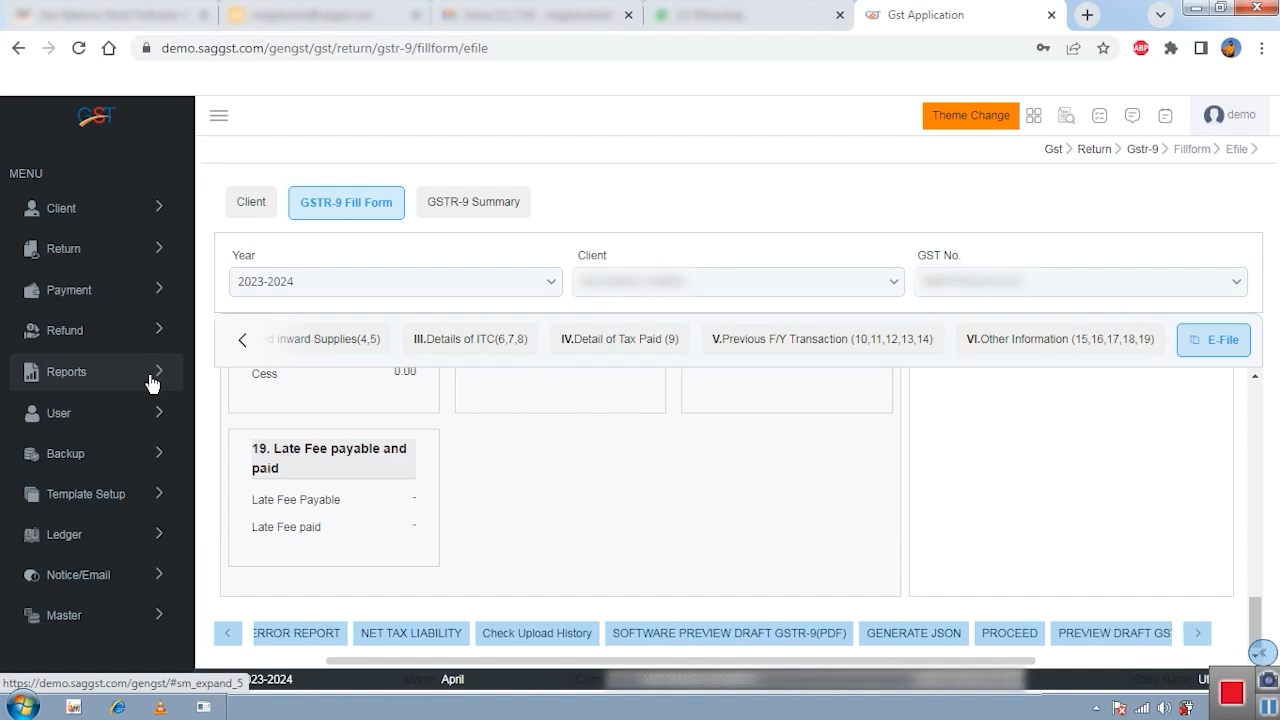 Gst Application
demo.saggst.com/gengst/gst/return/gstr-9/fillform/efile
ABP
GST
Theme Change
demo
Gst > Return > Gstr-9 > Fillform > Efile >
MENU
Client
Return
Payment
Refund
Reports
User
Backup
Template Setup
Ledger
Notice/Email
Master
Client
GSTR-9 Fill Form
GSTR-9 Summary
Year
Client
GST No.
2023-2024
d inward Supplies(4,5)
III.Details of ITC(6,7,8)
IV.Detail of Tax Paid (9)
V.Previous F/Y Transaction (10,11,12,13,14)
VI.Other Information (15,16,17,18,19)
E-File
Cess 0.00
19. Late Fee payable and
paid
Late Fee Payable -
Late Fee paid -
ERROR REPORT
NET TAX LIABILITY
Check Upload History
SOFTWARE PREVIEW DRAFT GSTR-9(PDF)
GENERATE JSON
PROCEED
PREVIEW DRAFT GS
https://demo.saggst.com/gengst/#sm_expand_5
23-2024
Month
April
State Name